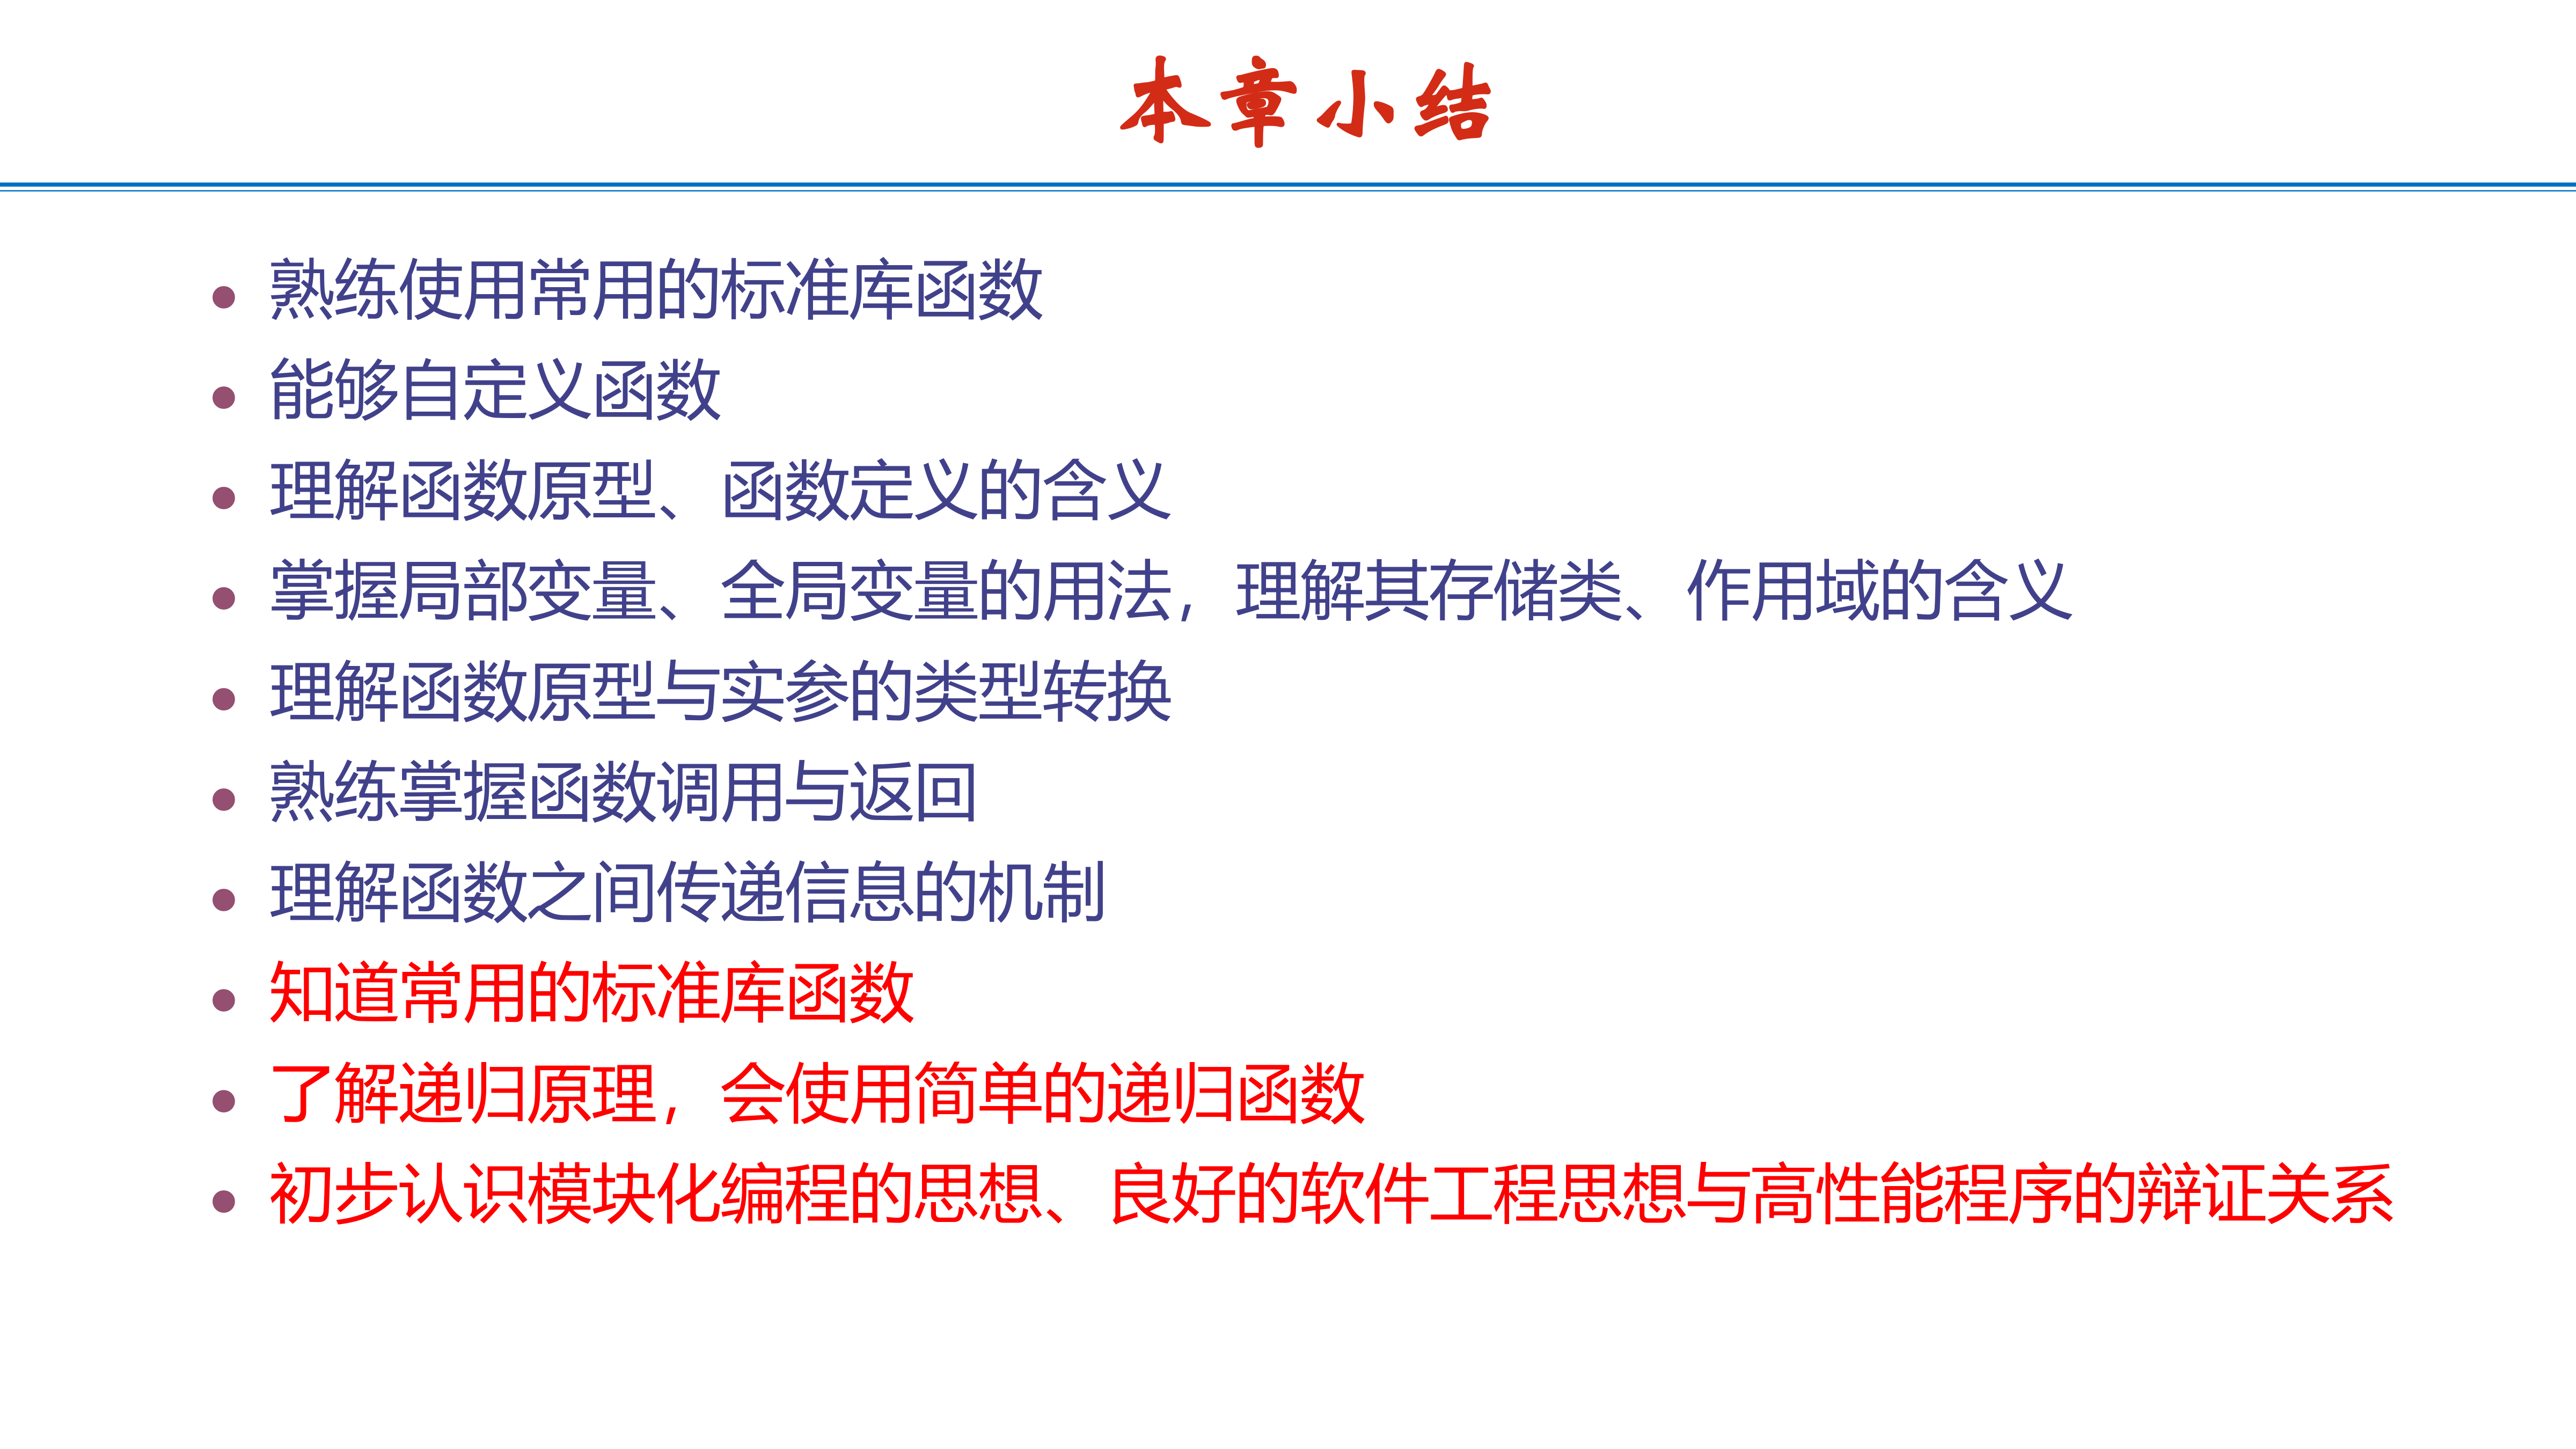 本章小结
• 熟练使用常用的标准库函数
• 能够自定义函数
• 理解函数原型、函数定义的含义
• 掌握局部变量、全局变量的用法，理解其存储类、作用域的含义
• 理解函数原型与实参的类型转换
• 熟练掌握函数调用与返回
• 理解函数之间传递信息的机制
• 知道常用的标准库函数
• 了解递归原理，会使用简单的递归函数
• 初步认识模块化编程的思想、良好的软件工程思想与高性能程序的辩证关系